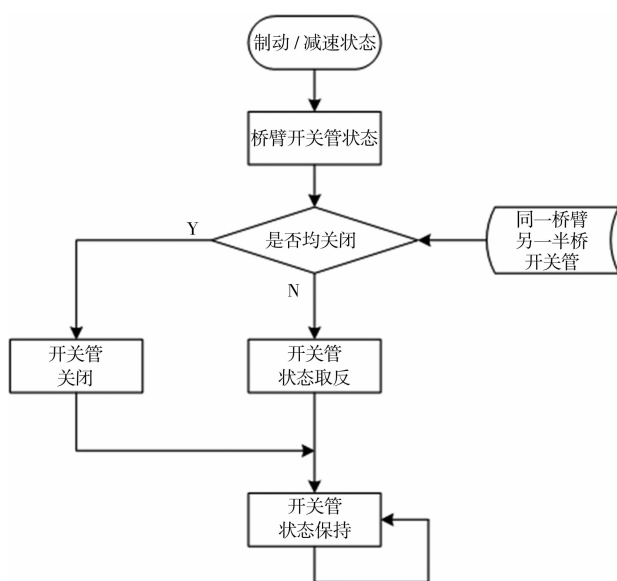 制动/减速状态
桥臂开关管状态
是否均关闭
同一桥臂
另一半桥
开关管
Y
N
开关管
关闭
开关管
状态取反
开关管
状态保持